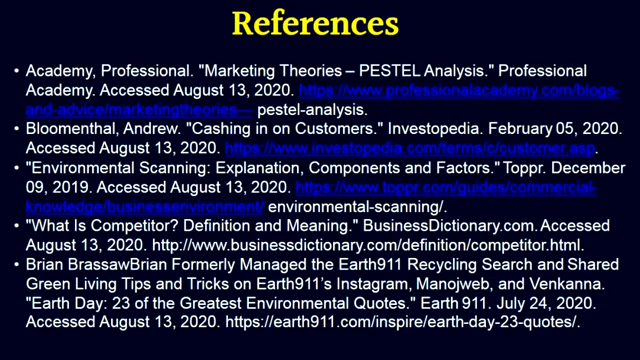 References
• Academy, Professional. "Marketing Theories – PESTEL Analysis." Professional
Academy. Accessed August 13, 2020. https://www.professionalacademy.com/blogs-
and-advice/marketingtheories--- pestel-analysis.
• Bloomenthal, Andrew. "Cashing in on Customers." Investopedia. February 05, 2020.
Accessed August 13, 2020. https://www.investopedia.com/terms/c/customer.asp.
• "Environmental Scanning: Explanation, Components and Factors." Toppr. December
09, 2019. Accessed August 13, 2020. https://www.toppr.com/guides/commercial-
knowledge/businessenvironment/ environmental-scanning/.
• "What Is Competitor? Definition and Meaning." BusinessDictionary.com. Accessed
August 13, 2020. http://www.businessdictionary.com/definition/competitor.html.
• Brian BrassawBrian Formerly Managed the Earth911 Recycling Search and Shared
Green Living Tips and Tricks on Earth911's Instagram, Manojweb, and Venkanna.
"Earth Day: 23 of the Greatest Environmental Quotes." Earth 911. July 24, 2020.
Accessed August 13, 2020. https://earth911.com/inspire/earth-day-23-quotes/.